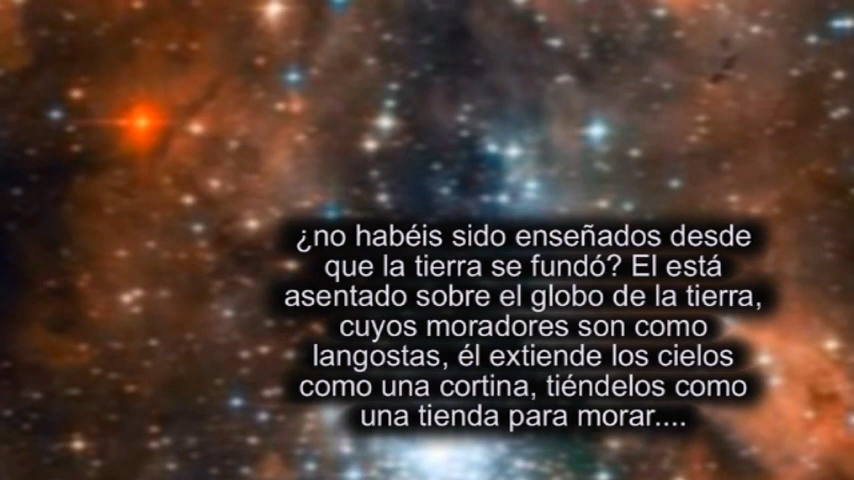 ¿no habéis sido enseñados desde
que la tierra se fundó? El está
asentado sobre el globo de la tierra,
cuyos moradores son como
langostas, él extiende los cielos
como una cortina, tiéndelos como
una tienda para morar....